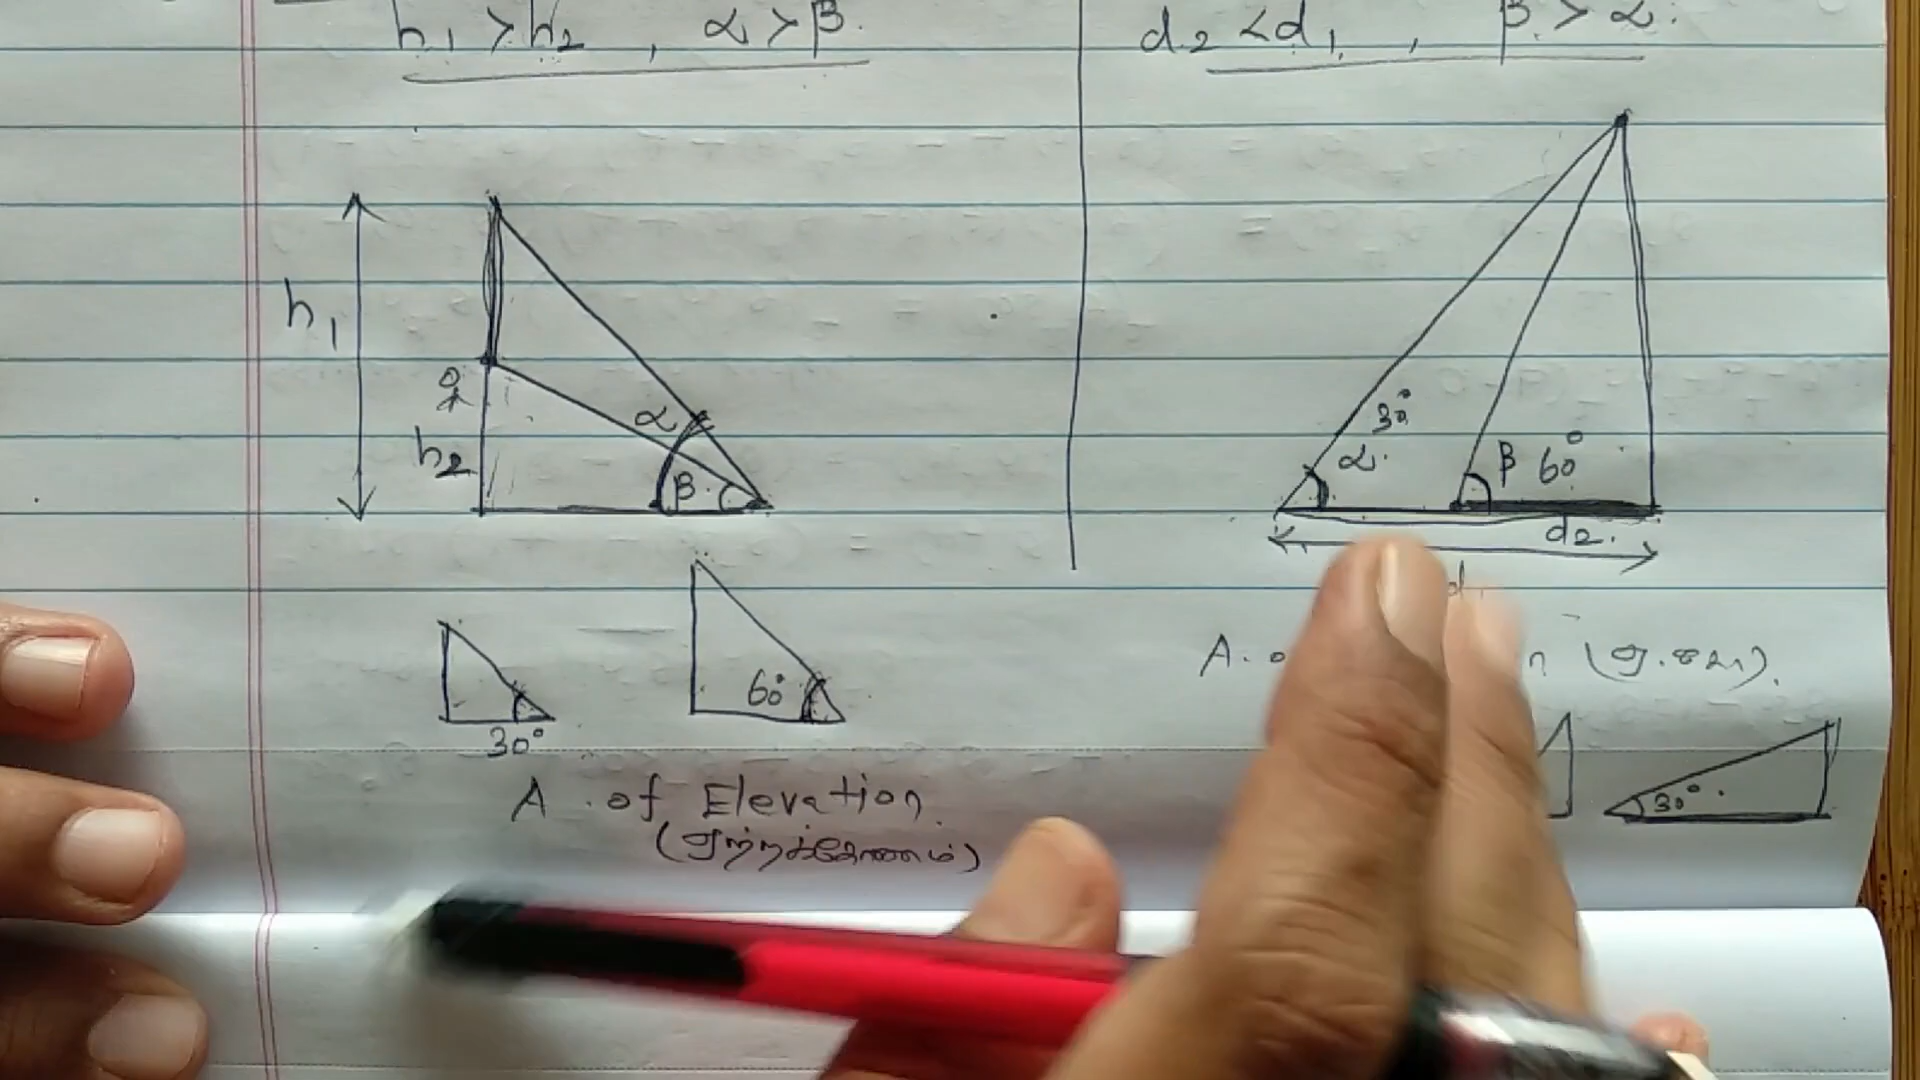 h₁ > h₂ , α > β.
d₂ < d₁ , β > α.
h₁
h₂
α
β
30°
α
β 60°
d₂.
30°
60°
A. of Elevation
(ஏற்றக்கோணம்)
30°